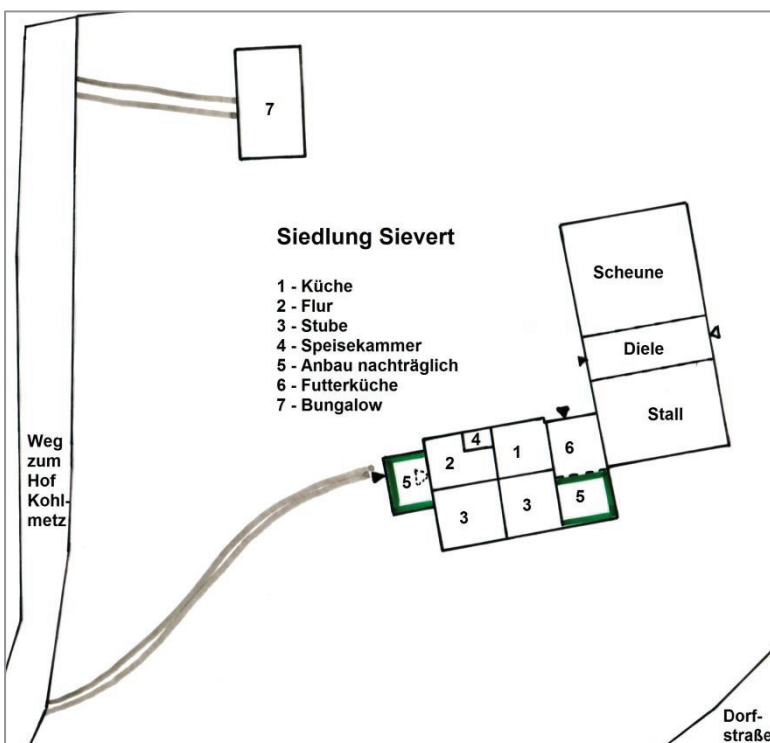 7
Siedlung Sievert
1 - Küche
2 - Flur
3 - Stube
4 - Speisekammer
5 - Anbau nachträglich
6 - Futterküche
7 - Bungalow
Scheune
Diele
Stall
Weg
zum
Hof
Kohl-
metz
4
2
1
6
5
3
3
5
Dorf-
straße